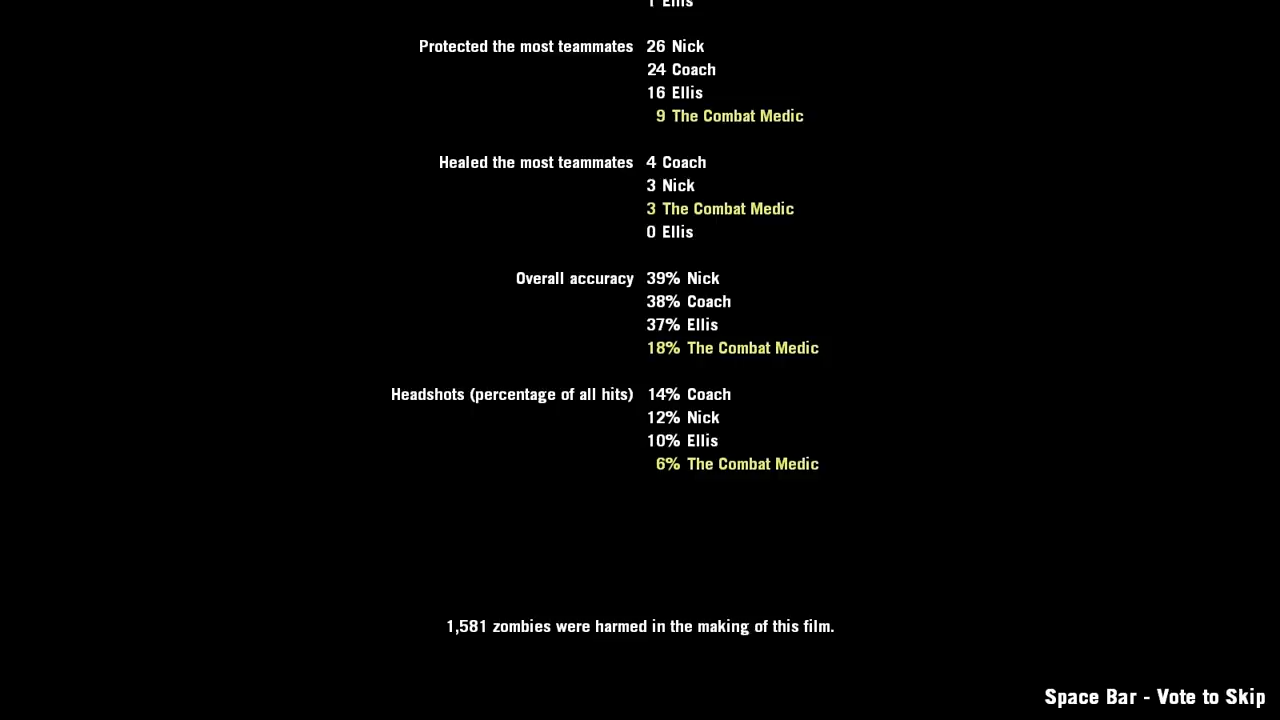 1 Ellis
Protected the most teammates 26 Nick
24 Coach
16 Ellis
9 The Combat Medic
Healed the most teammates 4 Coach
3 Nick
3 The Combat Medic
0 Ellis
Overall accuracy 39% Nick
38% Coach
37% Ellis
18% The Combat Medic
Headshots (percentage of all hits) 14% Coach
12% Nick
10% Ellis
6% The Combat Medic
1,581 zombies were harmed in the making of this film.
Space Bar - Vote to Skip